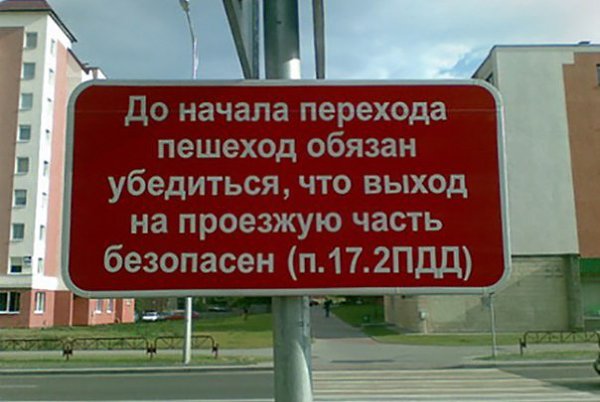 До начала перехода
пешеход обязан
убедиться, что выход
на проезжую часть
безопасен (п.17.2ПДД)